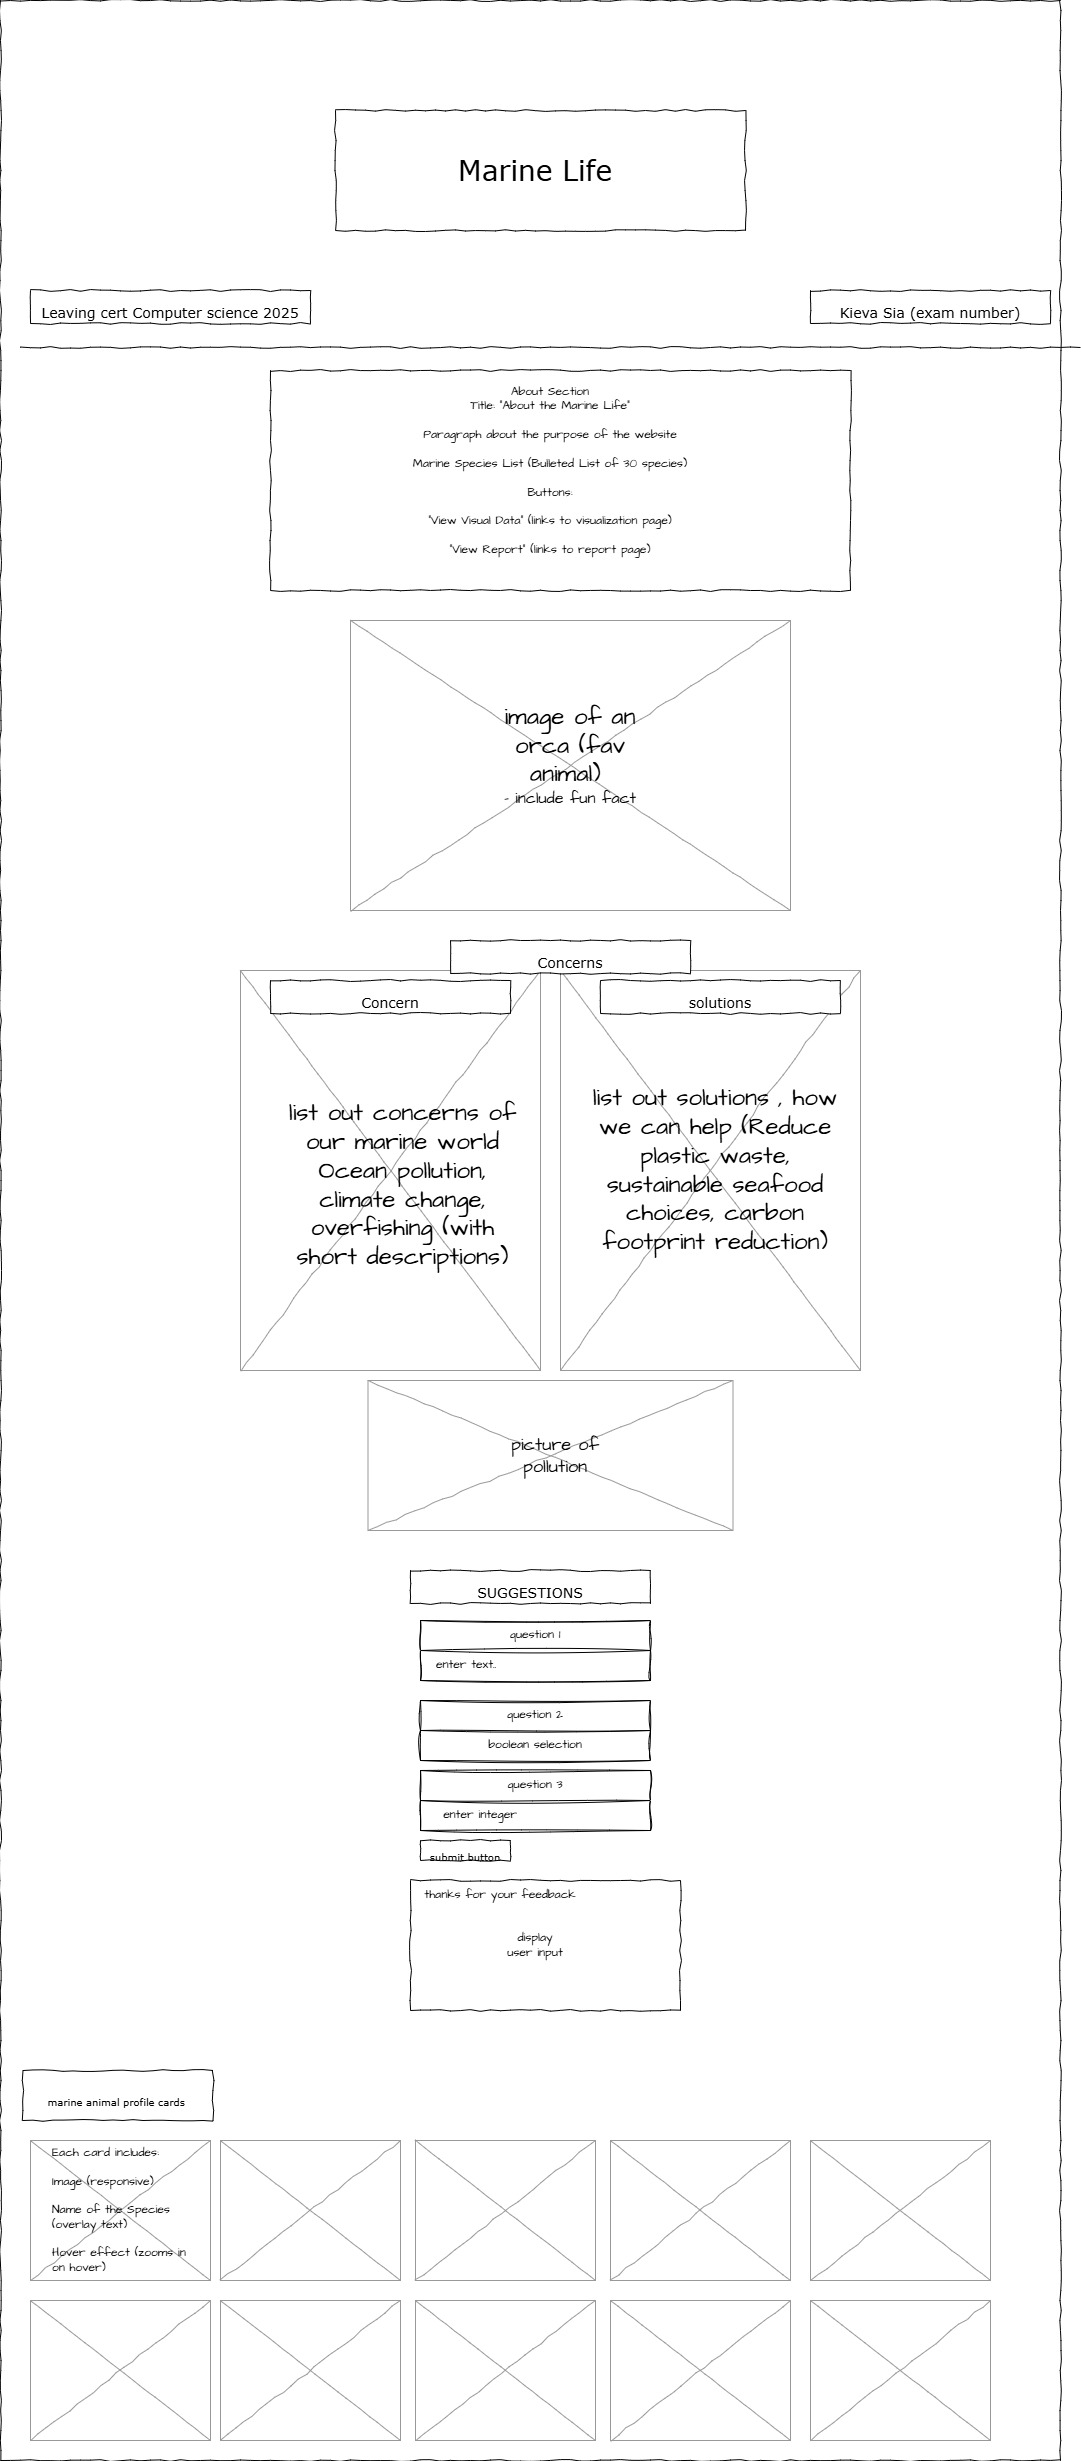 Marine Life
Leaving cert Computer science 2025
Kieva Sia (exam number)
About Section
Title: "About the Marine Life"
Paragraph about the purpose of the website
Marine Species List (Bulleted List of 30 species)
Buttons:
"View Visual Data" (links to visualization page)
"View Report" (links to report page)
image of an
orca (fav
animal)
- include fun fact
Concerns
Concern
list out concerns of
our marine world
Ocean pollution,
climate change,
overfishing (with
short descriptions)
solutions
list out solutions , how
we can help (Reduce
plastic waste,
sustainable seafood
choices, carbon
footprint reduction)
picture of
pollution
SUGGESTIONS
question 1
enter text..
question 2
boolean selection
question 3
enter integer
submit button
thanks for your feedback
display
user input
marine animal profile cards
Each card includes:
Image (responsive)
Name of the Species
(overlay text)
Hover effect (zooms in
on hover)